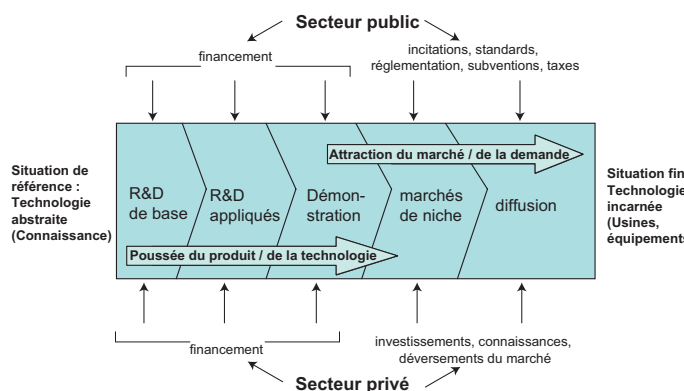 Secteur public
financement
incitations, standards,
réglementation, subventions, taxes
Attraction du marché / de la demande
Situation de
référence :
Technologie
abstraite
(Connaissance)
R&D
de base
R&D
appliqués
Démon-
stration
marchés
de niche
diffusion
Situation fin
Technologie
incarnée
(Usines,
équipements
Poussée du produit / de la technologie
financement
investissements, connaissances,
déversements du marché
Secteur privé